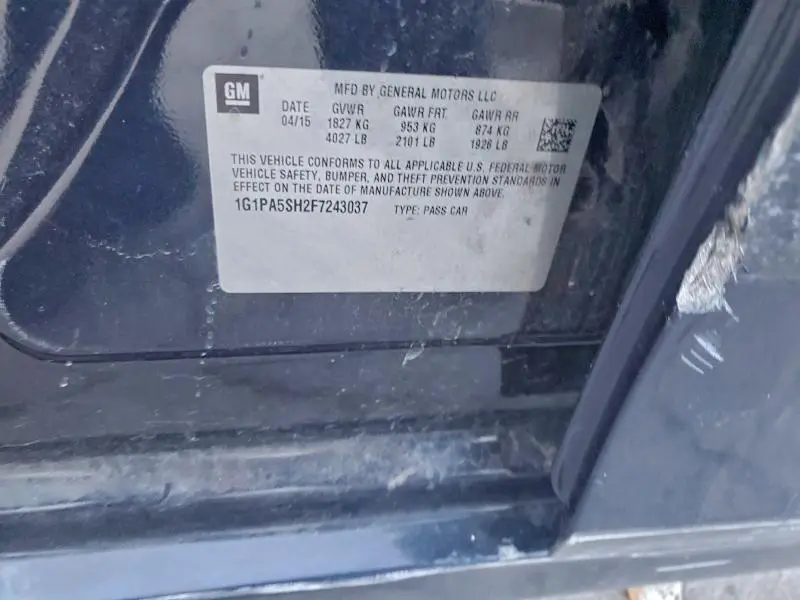 GM
MFD BY GENERAL MOTORS LLC
DATE GVWR GAWR FRT GAWR RR
04/15 1827 KG 953 KG 874 KG
4027 LB 2101 LB 1926 LB
THIS VEHICLE CONFORMS TO ALL APPLICABLE U.S. FEDERAL MOTOR
VEHICLE SAFETY, BUMPER, AND THEFT PREVENTION STANDARDS IN
EFFECT ON THE DATE OF MANUFACTURE SHOWN ABOVE.
1G1PA5SH2F7243037 TYPE: PASS CAR